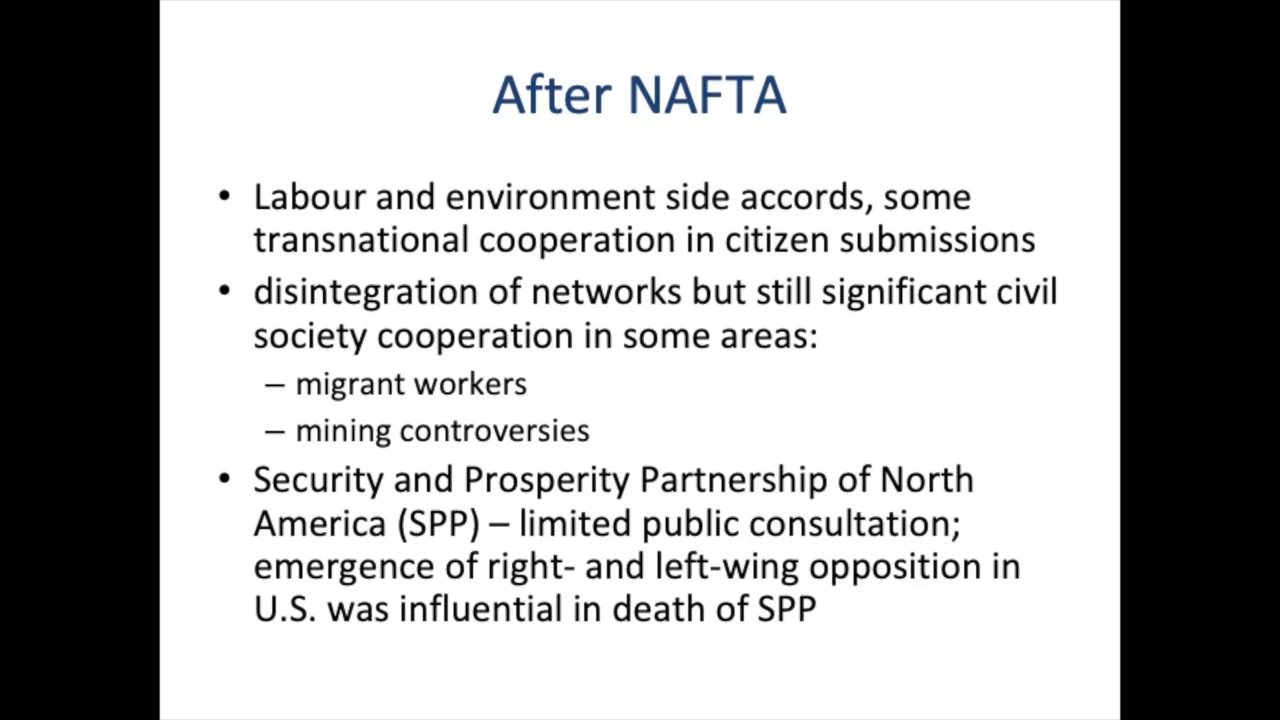 After NAFTA
• Labour and environment side accords, some
transnational cooperation in citizen submissions
• disintegration of networks but still significant civil
society cooperation in some areas:
– migrant workers
– mining controversies
• Security and Prosperity Partnership of North
America (SPP) – limited public consultation;
emergence of right- and left-wing opposition in
U.S. was influential in death of SPP